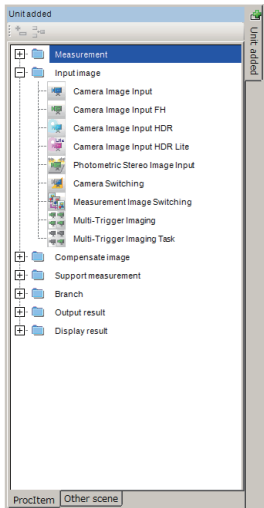 Unit added
Unit added
Measurement
Input image
Camera Image Input
Camera Image Input FH
Camera Image Input HDR
Camera Image Input HDR Lite
Photometric Stereo Image Input
Camera Switching
Measurement Image Switching
Multi-Trigger Imaging
Multi-Trigger Imaging Task
Compensate image
Support measurement
Branch
Output result
Display result
ProcItem
Other scene